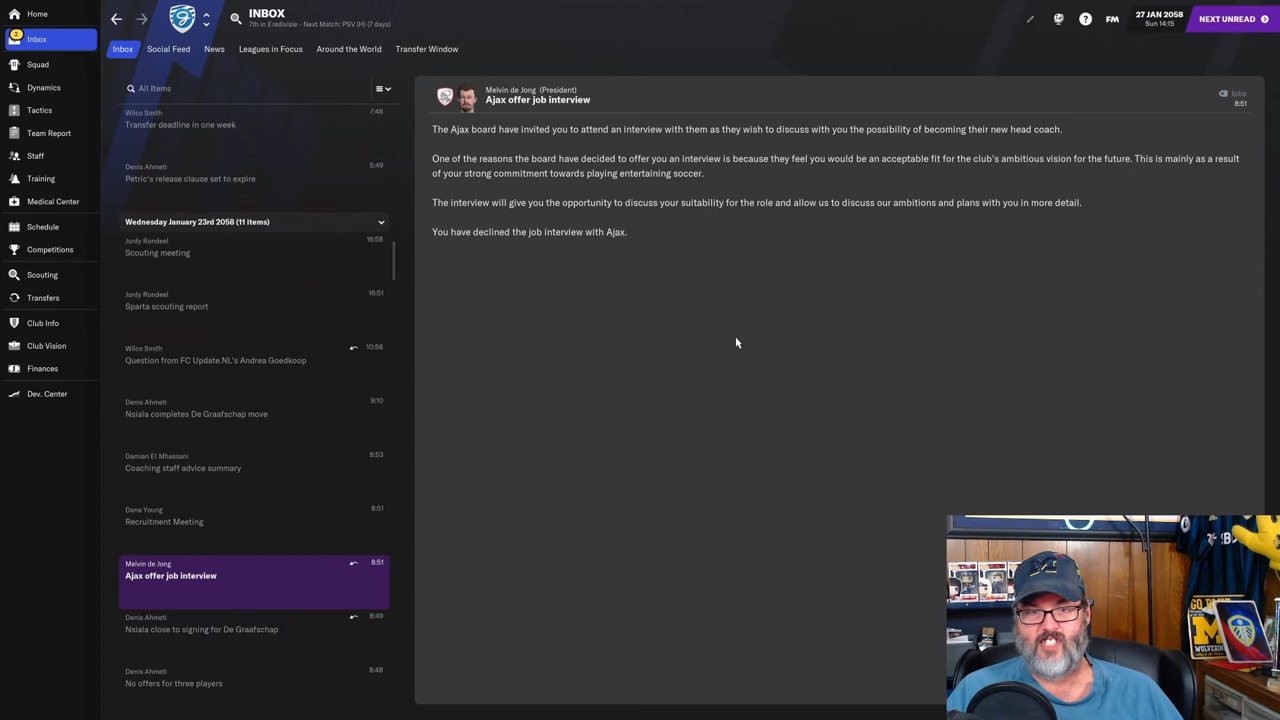 Home
INBOX
7th in Eredivisie - Next Match: PSV (H) (7 days)
FM
27 JAN 2058
Sun 14:15
NEXT UNREAD
2
Inbox
Squad
Dynamics
Tactics
Team Report
Staff
Training
Medical Center
Schedule
Competitions
Scouting
Transfers
Club Info
Club Vision
Finances
Dev. Center
Inbox
Social Feed
News
Leagues in Focus
Around the World
Transfer Window
All Items
Wilco Smith
7:48
Transfer deadline in one week
Denis Ahmeti
5:49
Petric's release clause set to expire
Wednesday January 23rd 2058 (11 items)
Jordy Rondeel
16:58
Scouting meeting
Jordy Rondeel
16:51
Sparta scouting report
Wilco Smith
10:58
Question from FC Update.NL's Andrea Goedkoop
Denis Ahmeti
9:10
Nsiala completes De Graafschap move
Damian El Mhassani
8:53
Coaching staff advice summary
Dana Young
8:51
Recruitment Meeting
Melvin de Jong
8:51
Ajax offer job interview
Denis Ahmeti
8:49
Nsiala close to signing for De Graafschap
Denis Ahmeti
8:48
No offers for three players
Melvin de Jong (President)
Ajax offer job interview
Jobs
8:51
The Ajax board have invited you to attend an interview with them as they wish to discuss with you the possibility of becoming their new head coach.
One of the reasons the board have decided to offer you an interview is because they feel you would be an acceptable fit for the club's ambitious vision for the future. This is mainly as a result
of your strong commitment towards playing entertaining soccer.
The interview will give you the opportunity to discuss your suitability for the role and allow us to discuss our ambitions and plans with you in more detail.
You have declined the job interview with Ajax.
GO BLUE
M
WOLVERINES